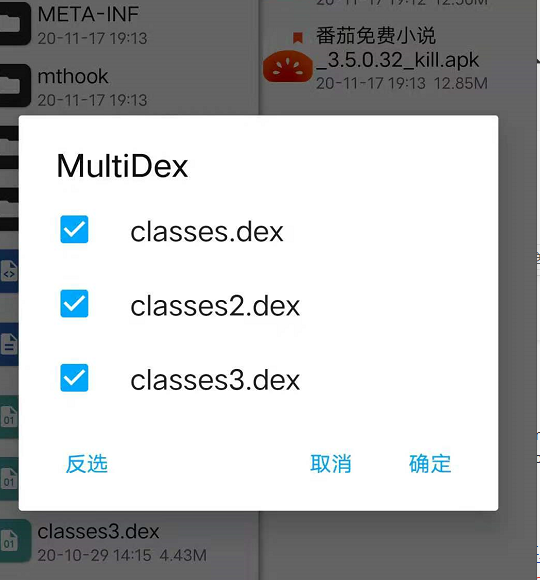 META-INF
20-11-17 19:13
mthook
20-11-17 19:13
番茄免费小说
_3.5.0.32_kill.apk
20-11-17 19:13 12.85M
MultiDex
classes.dex
classes2.dex
classes3.dex
反选
取消
确定
classes3.dex
20-10-29 14:15 4.43M